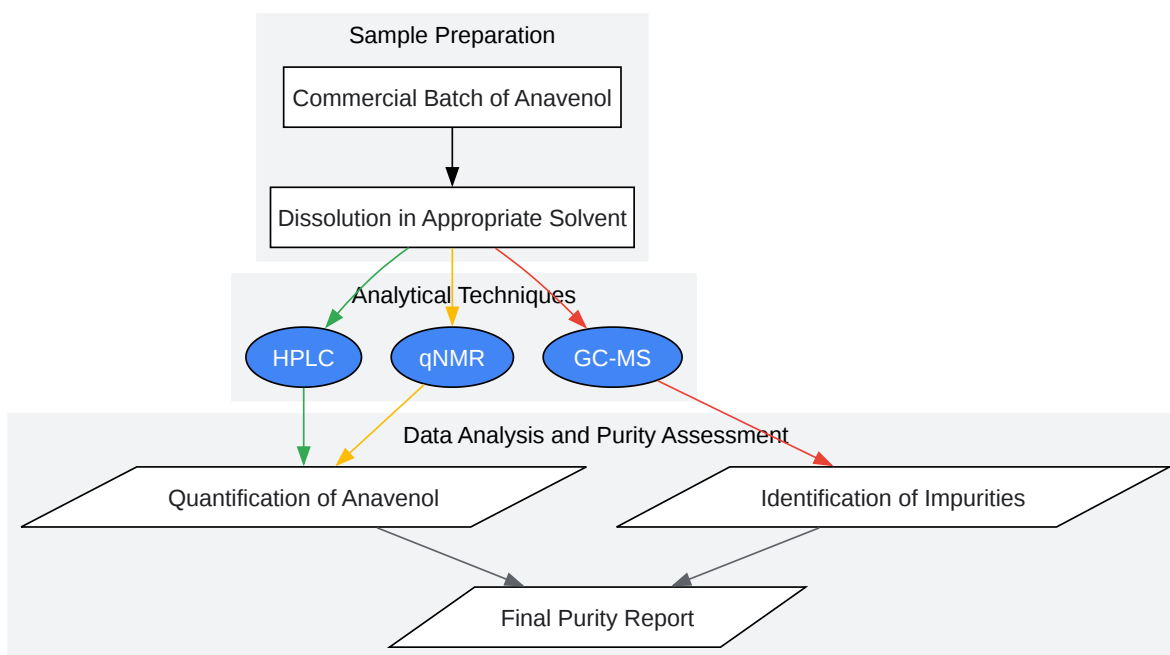 Sample Preparation
Commercial Batch of Anavenol
Dissolution in Appropriate Solvent
Analytical Techniques
HPLC
qNMR
GC-MS
Data Analysis and Purity Assessment
Quantification of Anavenol
Identification of Impurities
Final Purity Report